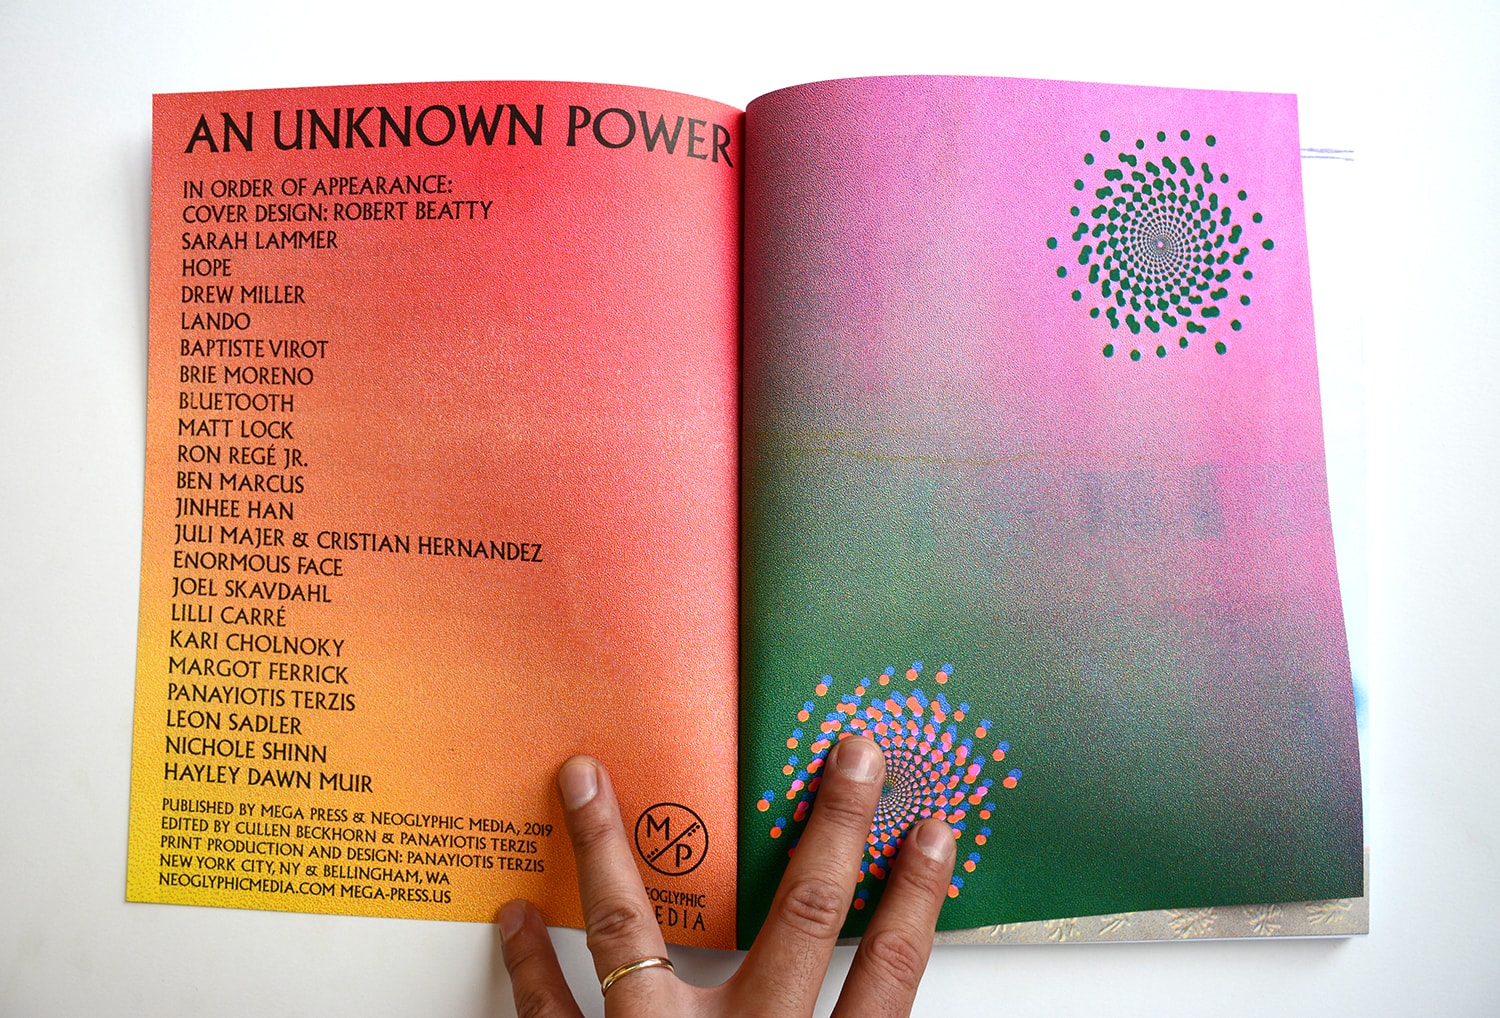 AN UNKNOWN POWER
IN ORDER OF APPEARANCE:
COVER DESIGN: ROBERT BEATTY
SARAH LAMMER
HOPE
DREW MILLER
LANDO
BAPTISTE VIROT
BRIE MORENO
BLUETOOTH
MATT LOCK
RON REGÉ JR.
BEN MARCUS
JINHEE HAN
JULI MAJER & CRISTIAN HERNANDEZ
ENORMOUS FACE
JOEL SKAVDAHL
LILLI CARRÉ
KARI CHOLNOKY
MARGOT FERRICK
PANAYIOTIS TERZIS
LEON SADLER
NICHOLE SHINN
HAYLEY DAWN MUIR
PUBLISHED BY MEGA PRESS & NEOGLYPHIC MEDIA, 2019
EDITED BY CULLEN BECKHORN & PANAYIOTIS TERZIS
PRINT PRODUCTION AND DESIGN: PANAYIOTIS TERZIS
NEW YORK CITY, NY & BELLINGHAM, WA
NEOGLYPHICMEDIA.COM MEGA-PRESS.US
M/P
EOGLYPHIC
EDIA